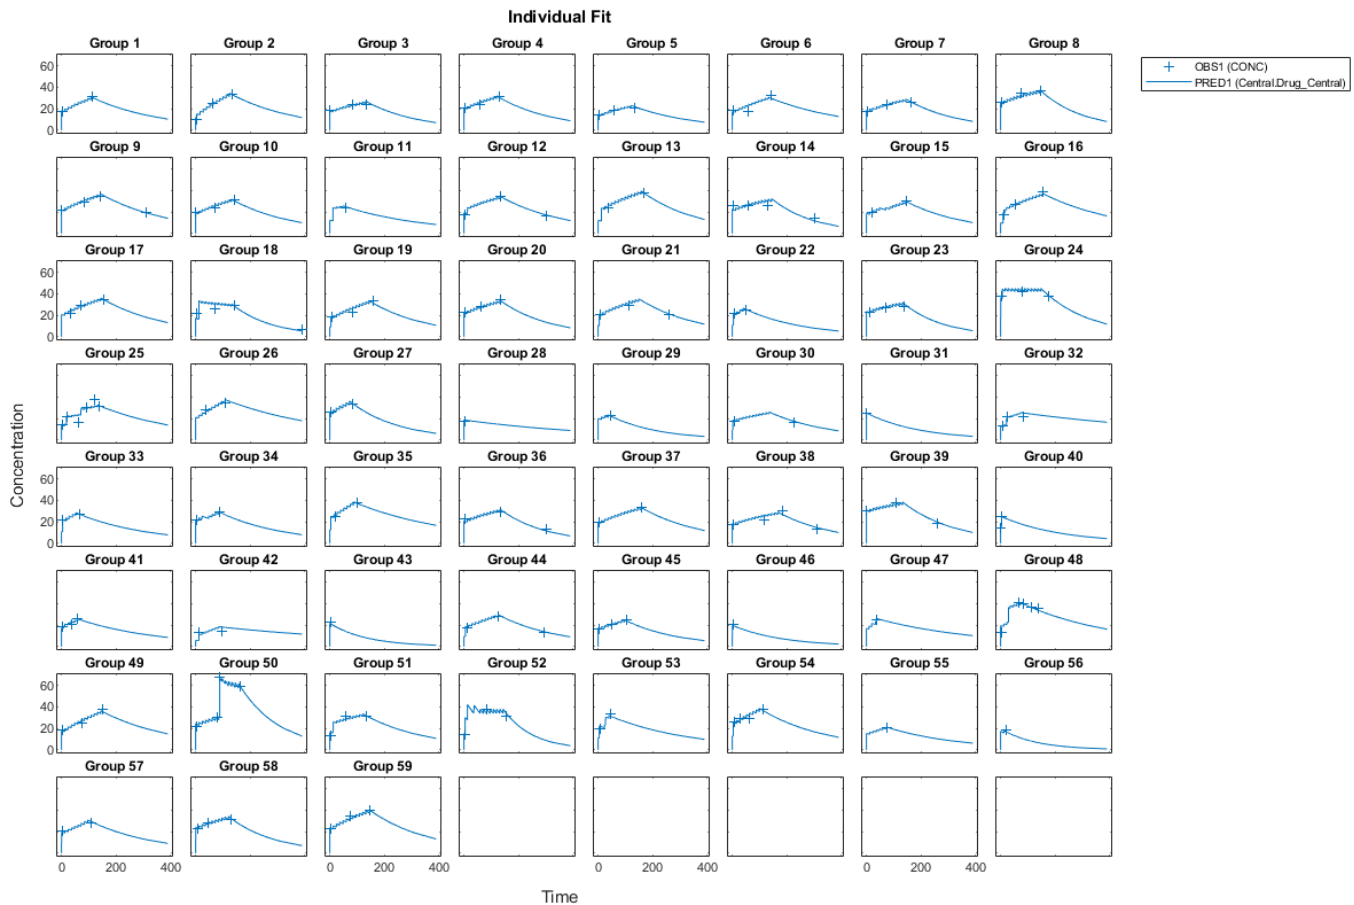 Individual Fit
Group 1 Group 2 Group 3 Group 4 Group 5 Group 6 Group 7 Group 8
OBS1 (CONC)
PRED1 (Central.Drug_Central)
60
40
20
0
Group 9 Group 10 Group 11 Group 12 Group 13 Group 14 Group 15 Group 16
Group 17 Group 18 Group 19 Group 20 Group 21 Group 22 Group 23 Group 24
60
40
20
0
Group 25 Group 26 Group 27 Group 28 Group 29 Group 30 Group 31 Group 32
Concentration
Group 33 Group 34 Group 35 Group 36 Group 37 Group 38 Group 39 Group 40
60
40
20
0
Group 41 Group 42 Group 43 Group 44 Group 45 Group 46 Group 47 Group 48
Group 49 Group 50 Group 51 Group 52 Group 53 Group 54 Group 55 Group 56
60
40
20
0
Group 57 Group 58 Group 59
0 200 400 0 200 400 0 200 400 0 200 400
Time